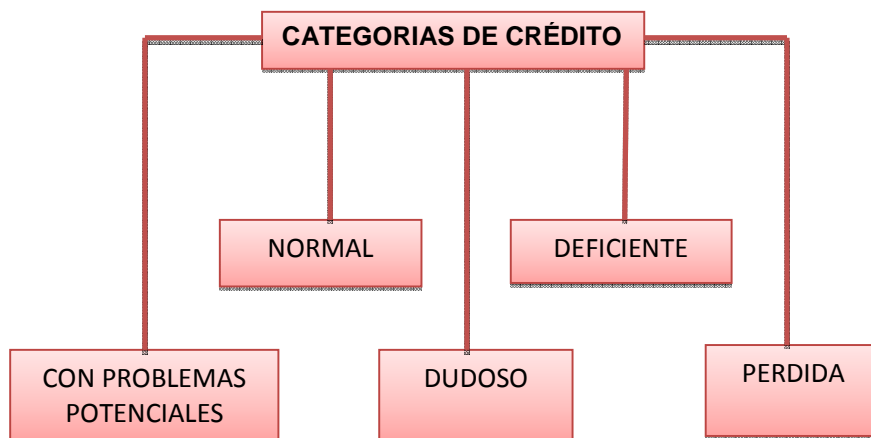 CATEGORIAS DE CRÉDITO
NORMAL
DEFICIENTE
CON PROBLEMAS
POTENCIALES
DUDOSO
PERDIDA